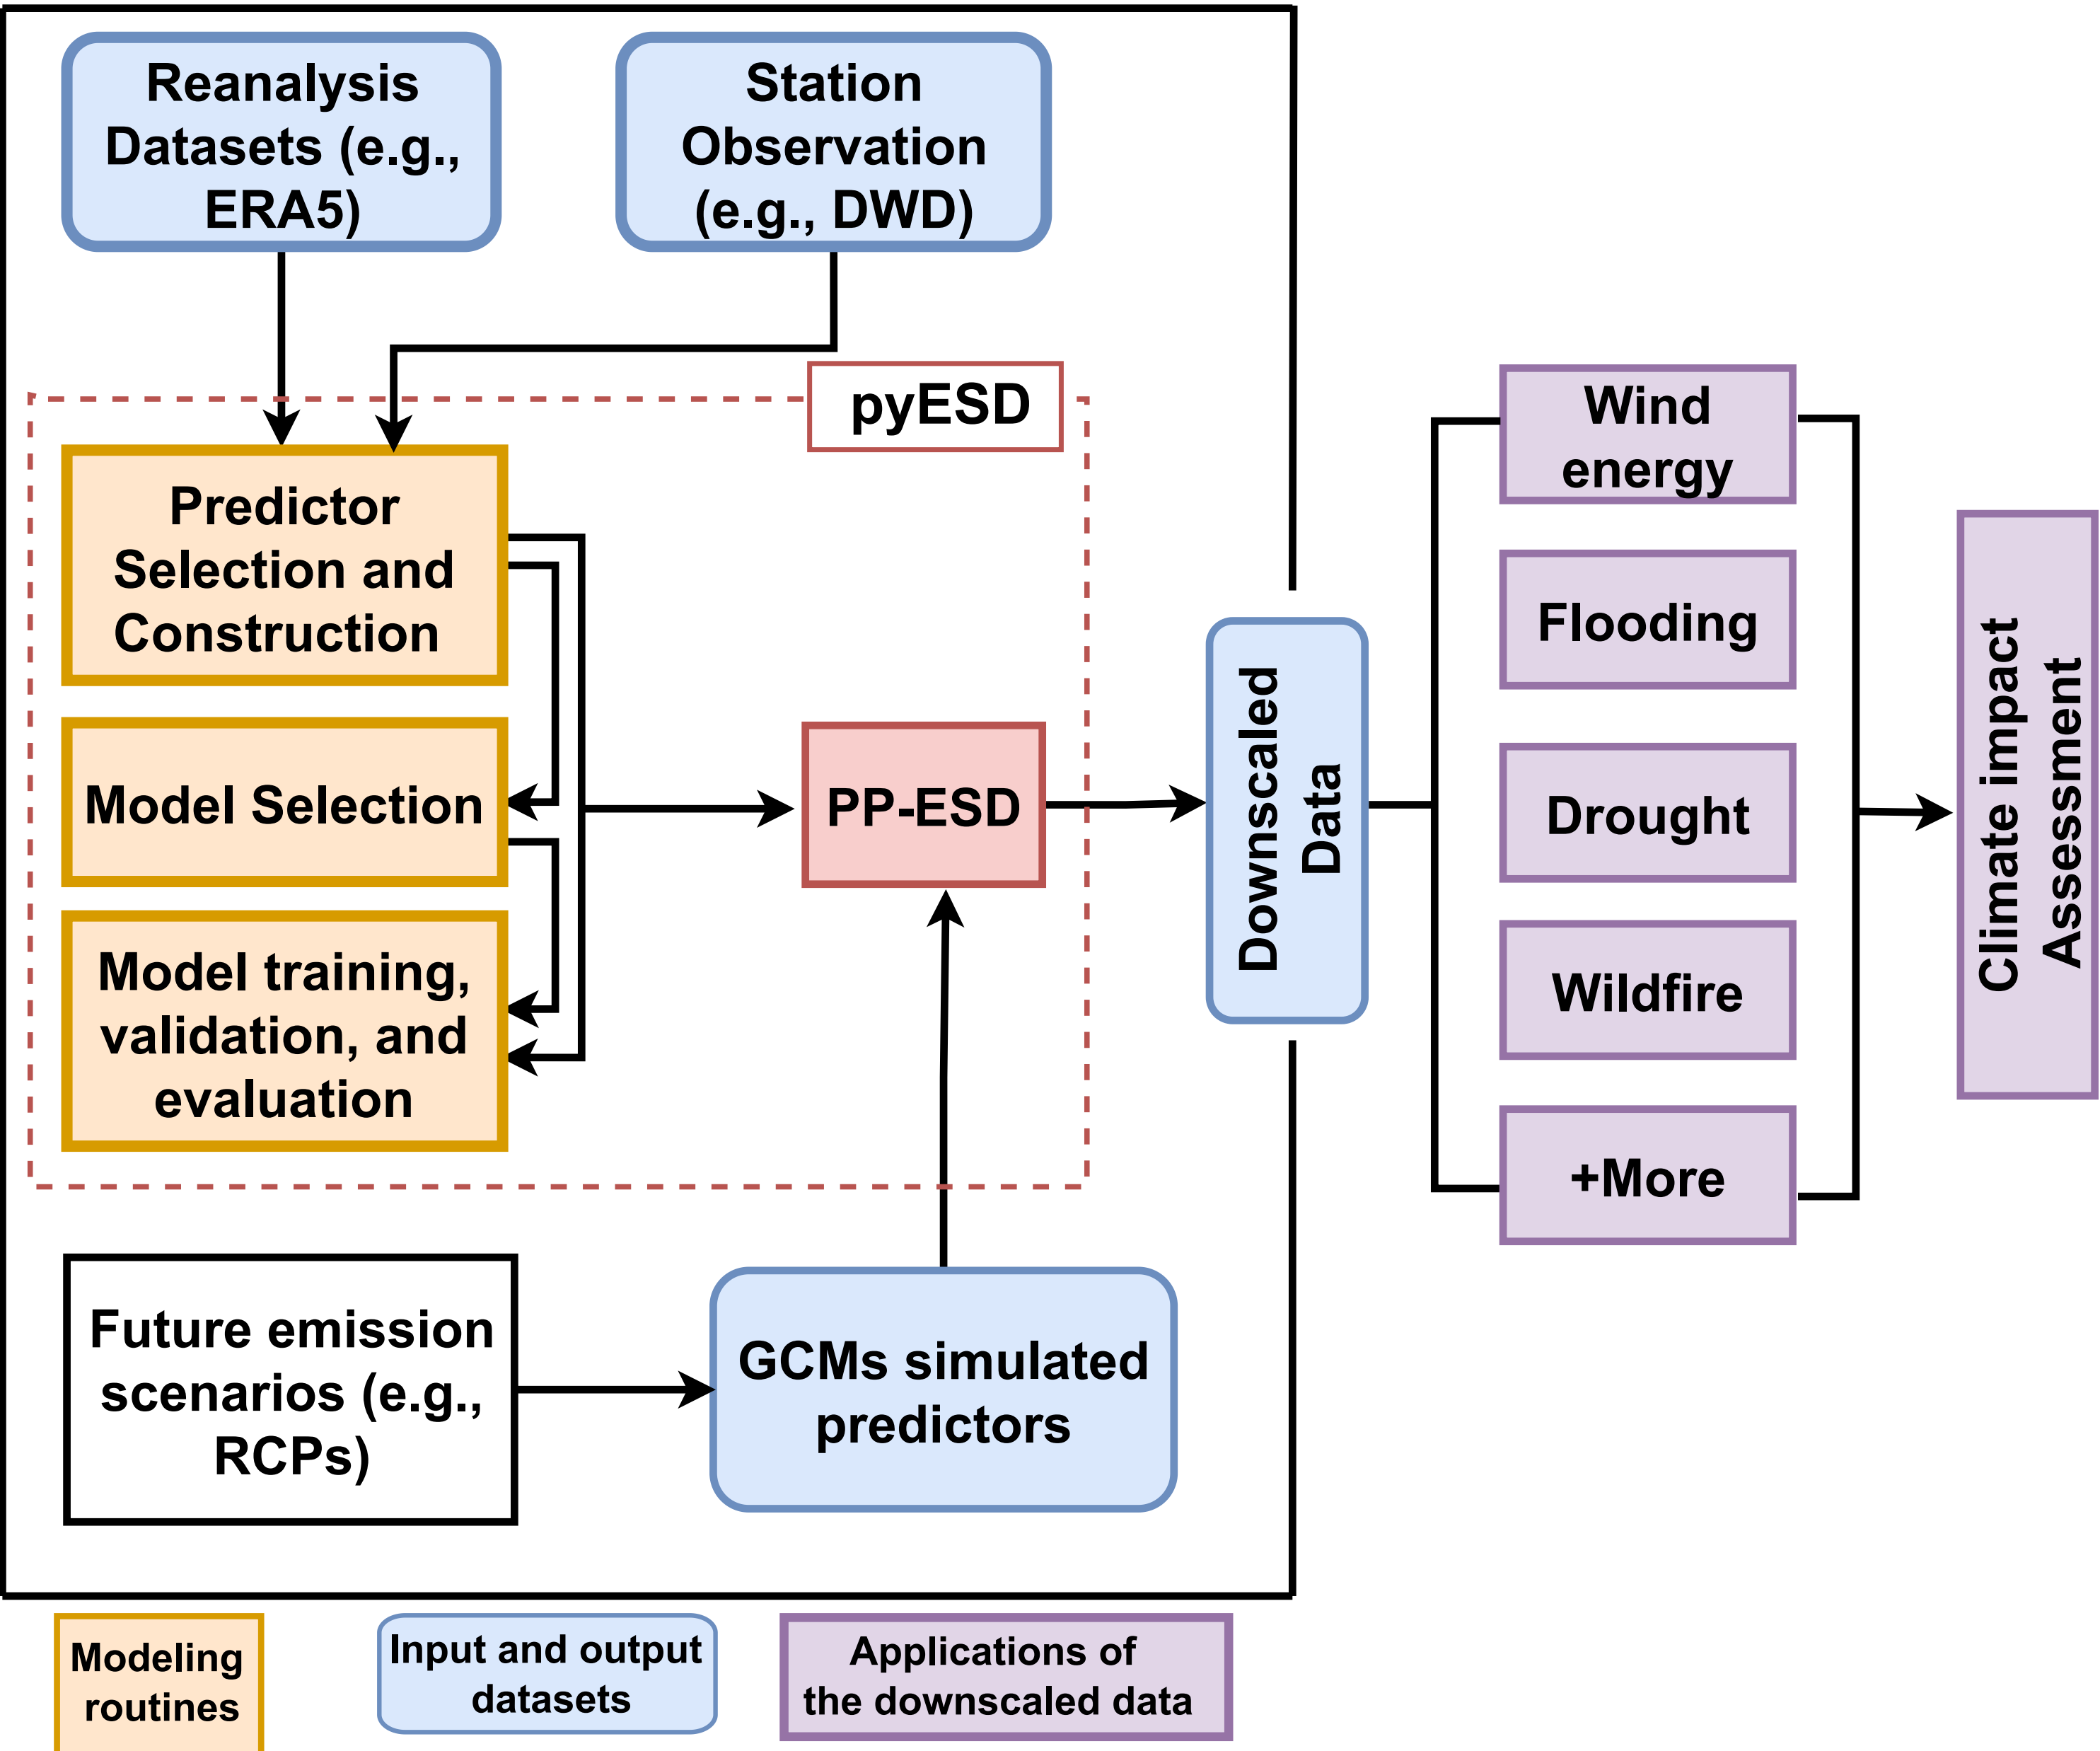 Reanalysis
Datasets (e.g.,
ERA5)
Station
Observation
(e.g., DWD)
pyESD
Predictor
Selection and
Construction
Model Selection
Model training,
validation, and
evaluation
PP-ESD
Future emission
scenarios (e.g.,
RCPs)
GCMs simulated
predictors
Downscaled
Data
Wind
energy
Flooding
Drought
Wildfire
+More
Climate impact
Assessment
Modeling
routines
Input and output
datasets
Applications of
the downscaled data